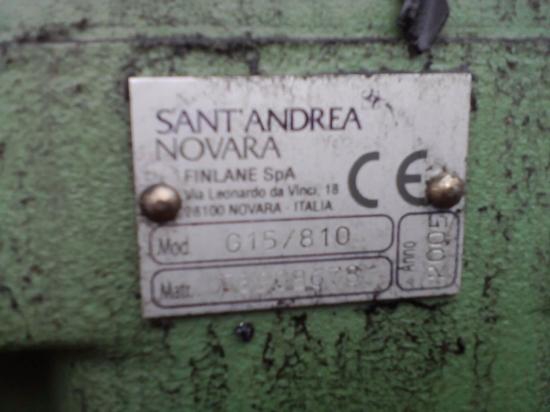 SANT'ANDREA
NOVARA
FINLANE SpA
Via Leonardo da Vinci, 18
28100 NOVARA - ITALIA
CE
Mod. G15/810
Matr.
Anno 2005